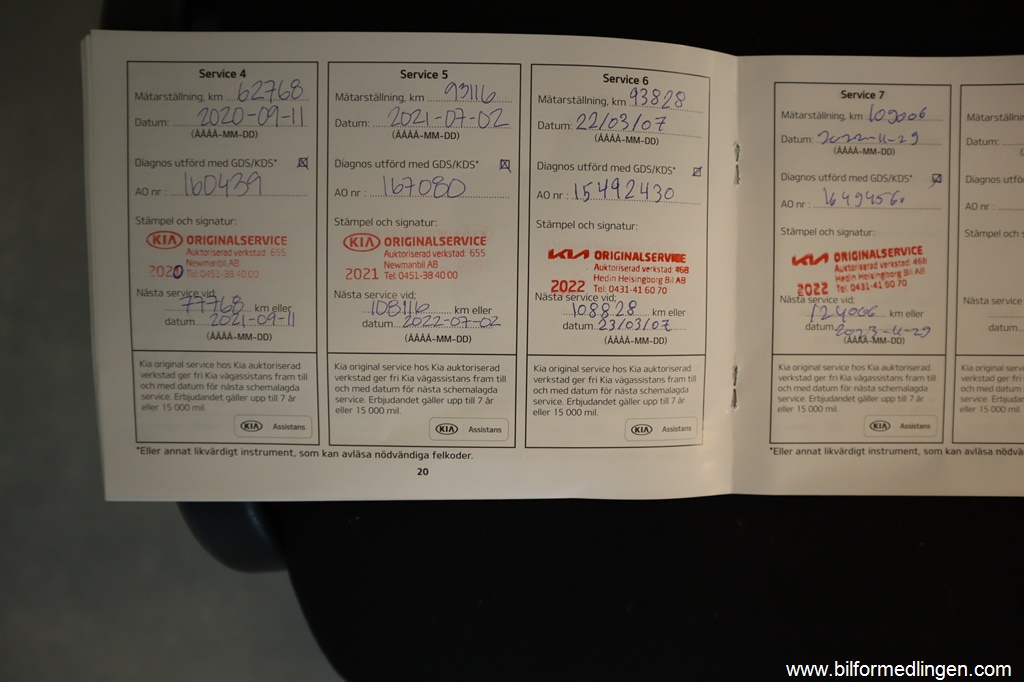 Service 4
Mätarställning, km 62768
Datum: 2020-09-11
(ÅÅÅÅ-MM-DD)
Diagnos utförd med GDS/KDS*
AO nr : 160439
Stämpel och signatur:
KIA ORIGINALSERVICE
Auktoriserad verkstad: 655
Newmanbil AB
2020 Tel 0451-38 40 00
Nästa service vid;
77768 km eller
datum. 2021-09-11
(ÅÅÅÅ-MM-DD)
Kia original service hos Kia auktoriserad
verkstad ger fri Kia vägassistans fram till
och med datum för nästa schemalagda
service. Erbjudandet gäller upp till 7 år
eller 15 000 mil.
KIA Assistans
Service 5
Mätarställning, km 93116
Datum: 2021-07-02
(ÅÅÅÅ-MM-DD)
Diagnos utförd med GDS/KDS*
AO nr : 167080
Stämpel och signatur:
KIA ORIGINALSERVICE
Auktoriserad verkstad: 655
Newmanbil AB
2021 Tel 0451-38 40 00
Nästa service vid;
108116 km eller
datum. 2022-07-02
(ÅÅÅÅ-MM-DD)
Kia original service hos Kia auktoriserad
verkstad ger fri Kia vägassistans fram till
och med datum för nästa schemalagda
service. Erbjudandet gäller upp till 7 år
eller 15 000 mil.
KIA Assistans
Service 6
Mätarställning, km 93828
Datum: 22/03/07
(ÅÅÅÅ-MM-DD)
Diagnos utförd med GDS/KDS*
AO nr : 15492430
Stämpel och signatur:
KIA ORIGINALSERVICE
Auktoriserad verkstad: 468
Hedin Helsingborg Bil AB
2022 Tel: 0431-41 60 70
Nästa service vid;
108828 km eller
datum. 23/03/07
(ÅÅÅÅ-MM-DD)
Kia original service hos Kia auktoriserad
verkstad ger fri Kia vägassistans fram till
och med datum för nästa schemalagda
service. Erbjudandet gäller upp till 7 år
eller 15 000 mil.
KIA Assistans
*Eller annat likvärdigt instrument, som kan avläsa nödvändiga felkoder.
20
Service 7
Mätarställning, km 109006
Datum: 2022-11-29
(ÅÅÅÅ-MM-DD)
Diagnos utförd med GDS/KDS*
AO nr :
Stämpel och signatur:
KIA ORIGINALSERVICE
Auktoriserad verkstad: 468
Hedin Helsingborg Bil AB
2022 Tel: 0431-41 60 70
Nästa service vid;
124006 km eller
datum. 2023-11-29
(ÅÅÅÅ-MM-DD)
Kia original service hos Kia auktoriserad
verkstad ger fri Kia vägassistans fram till
och med datum för nästa schemalagda
service. Erbjudandet gäller upp till 7 år
eller 15 000 mil.
KIA Assistans
Datum:
AO nr :
datum.
*Eller annat likvärdigt instrument, som kan avläsa
www.bilformedlingen.com